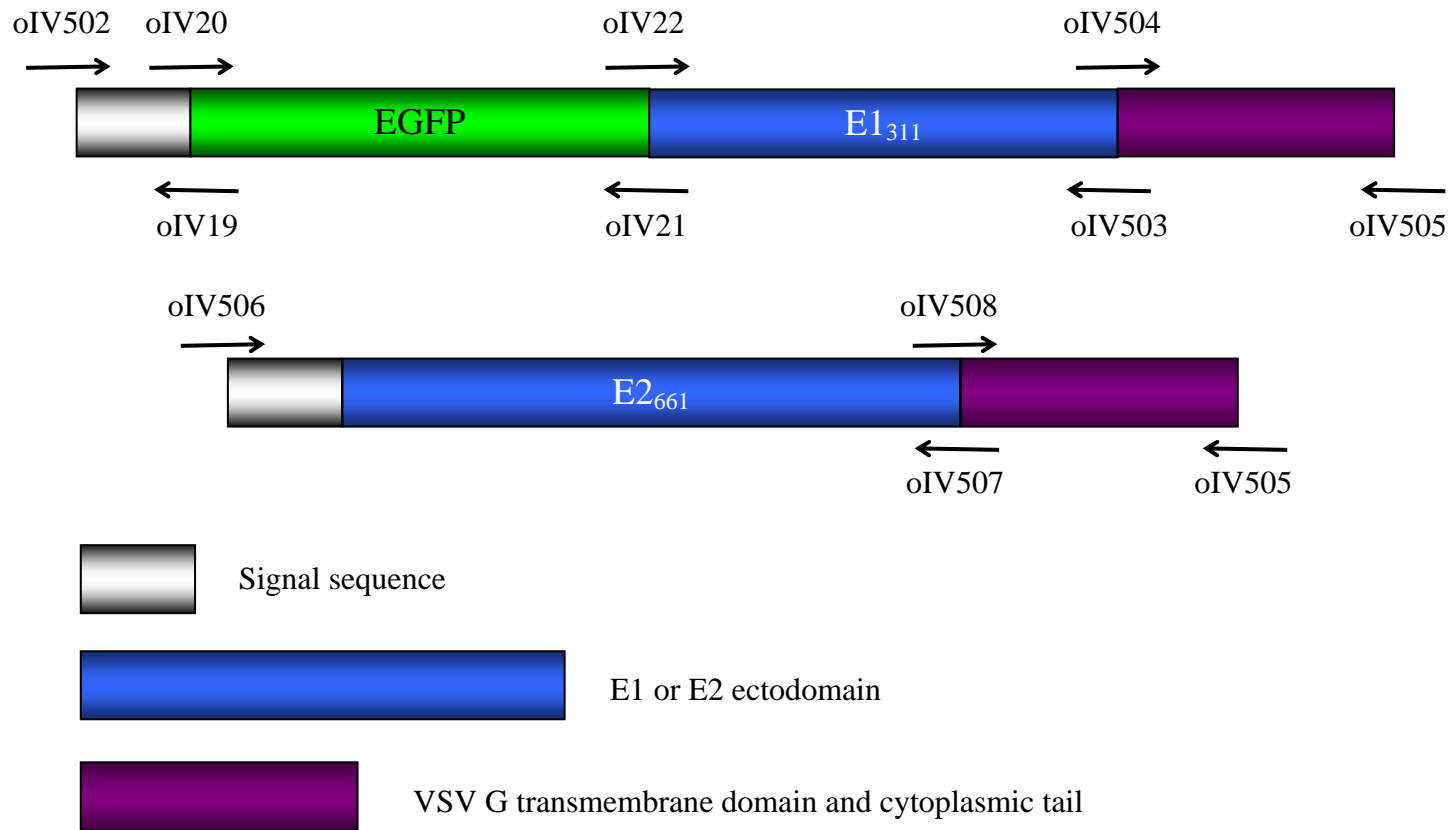 oIV502 oIV20 oIV22 oIV504
EGFP E1₃₁₁
oIV19 oIV21 oIV503 oIV505
oIV506 oIV508
E2₆₆₁
oIV507 oIV505
Signal sequence
E1 or E2 ectodomain
VSV G transmembrane domain and cytoplasmic tail